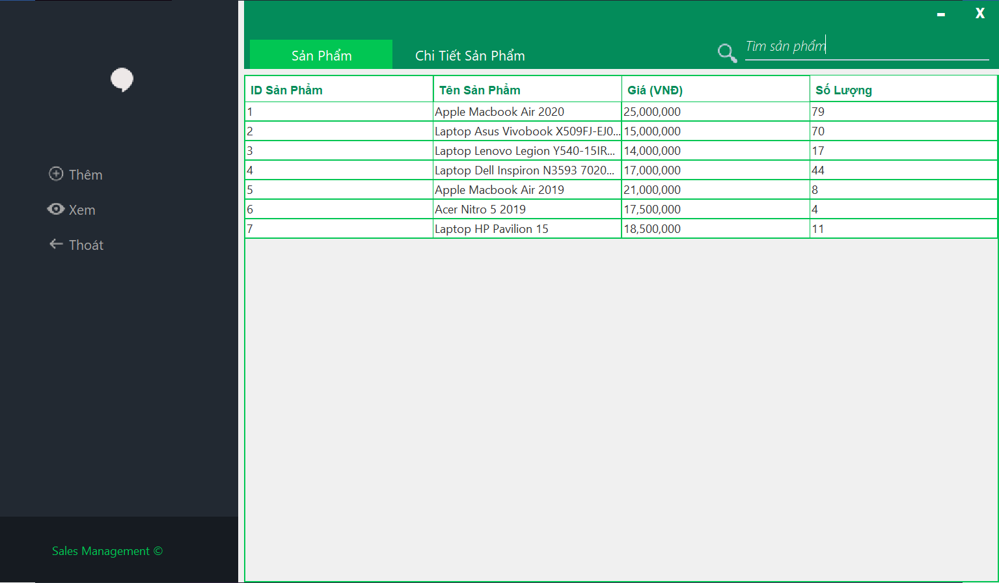 X
Sản Phẩm
Chi Tiết Sản Phẩm
Tìm sản phẩm
Thêm
Xem
Thoát
Sales Management ©
ID Sản Phẩm Tên Sản Phẩm Giá (VNĐ) Số Lượng
1 Apple Macbook Air 2020 25,000,000 79
2 Laptop Asus Vivobook X509FJ-EJ0... 15,000,000 70
3 Laptop Lenovo Legion Y540-15IR... 14,000,000 17
4 Laptop Dell Inspiron N3593 7020... 17,000,000 44
5 Apple Macbook Air 2019 21,000,000 8
6 Acer Nitro 5 2019 17,500,000 4
7 Laptop HP Pavilion 15 18,500,000 11